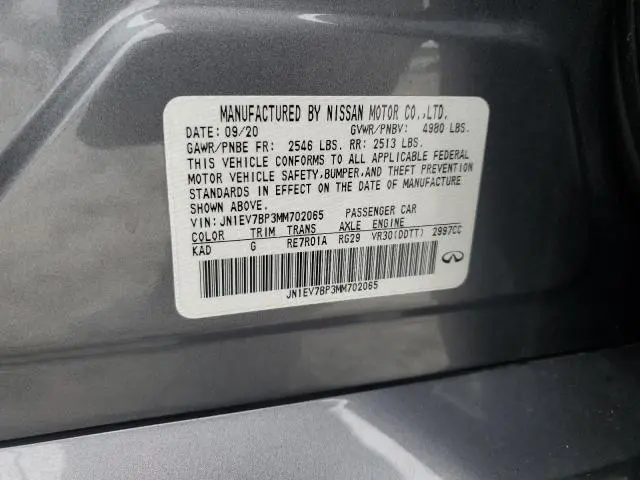 MANUFACTURED BY NISSAN MOTOR CO.,LTD.
DATE: 09/20 GVWR/PNBV: 4980 LBS.
GAWR/PNBE FR: 2546 LBS. RR: 2513 LBS.
THIS VEHICLE CONFORMS TO ALL APPLICABLE FEDERAL
MOTOR VEHICLE SAFETY,BUMPER,AND THEFT PREVENTION
STANDARDS IN EFFECT ON THE DATE OF MANUFACTURE
SHOWN ABOVE.
VIN: JN1EV7BP3MM702065 PASSENGER CAR
COLOR TRIM TRANS AXLE ENGINE
KAD G RE7R01A RG29 VR30(DDTT) 2997CC
JN1EV7BP3MM702065